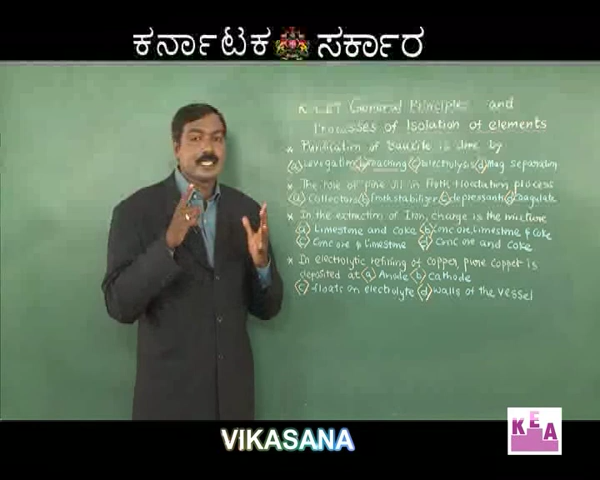 ಕರ್ನಾಟಕ ಸರ್ಕಾರ
K-CET General Principles and
Processes of Isolation of elements
* Purification of Bauxite is done by
(a) Levegation (b) Leaching (c) electrolysis (d) Mag separation
* The role of pine oil in Froth floctation process
(a) Collectors (b) froth stabilizer (c) depressants (d) Coagulate
* In the extraction of Iron, charge is the mixture
(a) Limestone and Coke (b) Conc ore, Limestone & Coke
(c) Conc ore & Limestone (d) Conc ore and Coke
* In electrolytic refining of copper, pure Copper is
deposited at (a) Anode (b) Cathode
(c) floats on electrolyte (d) walls of the vessel
VIKASANA
KEA